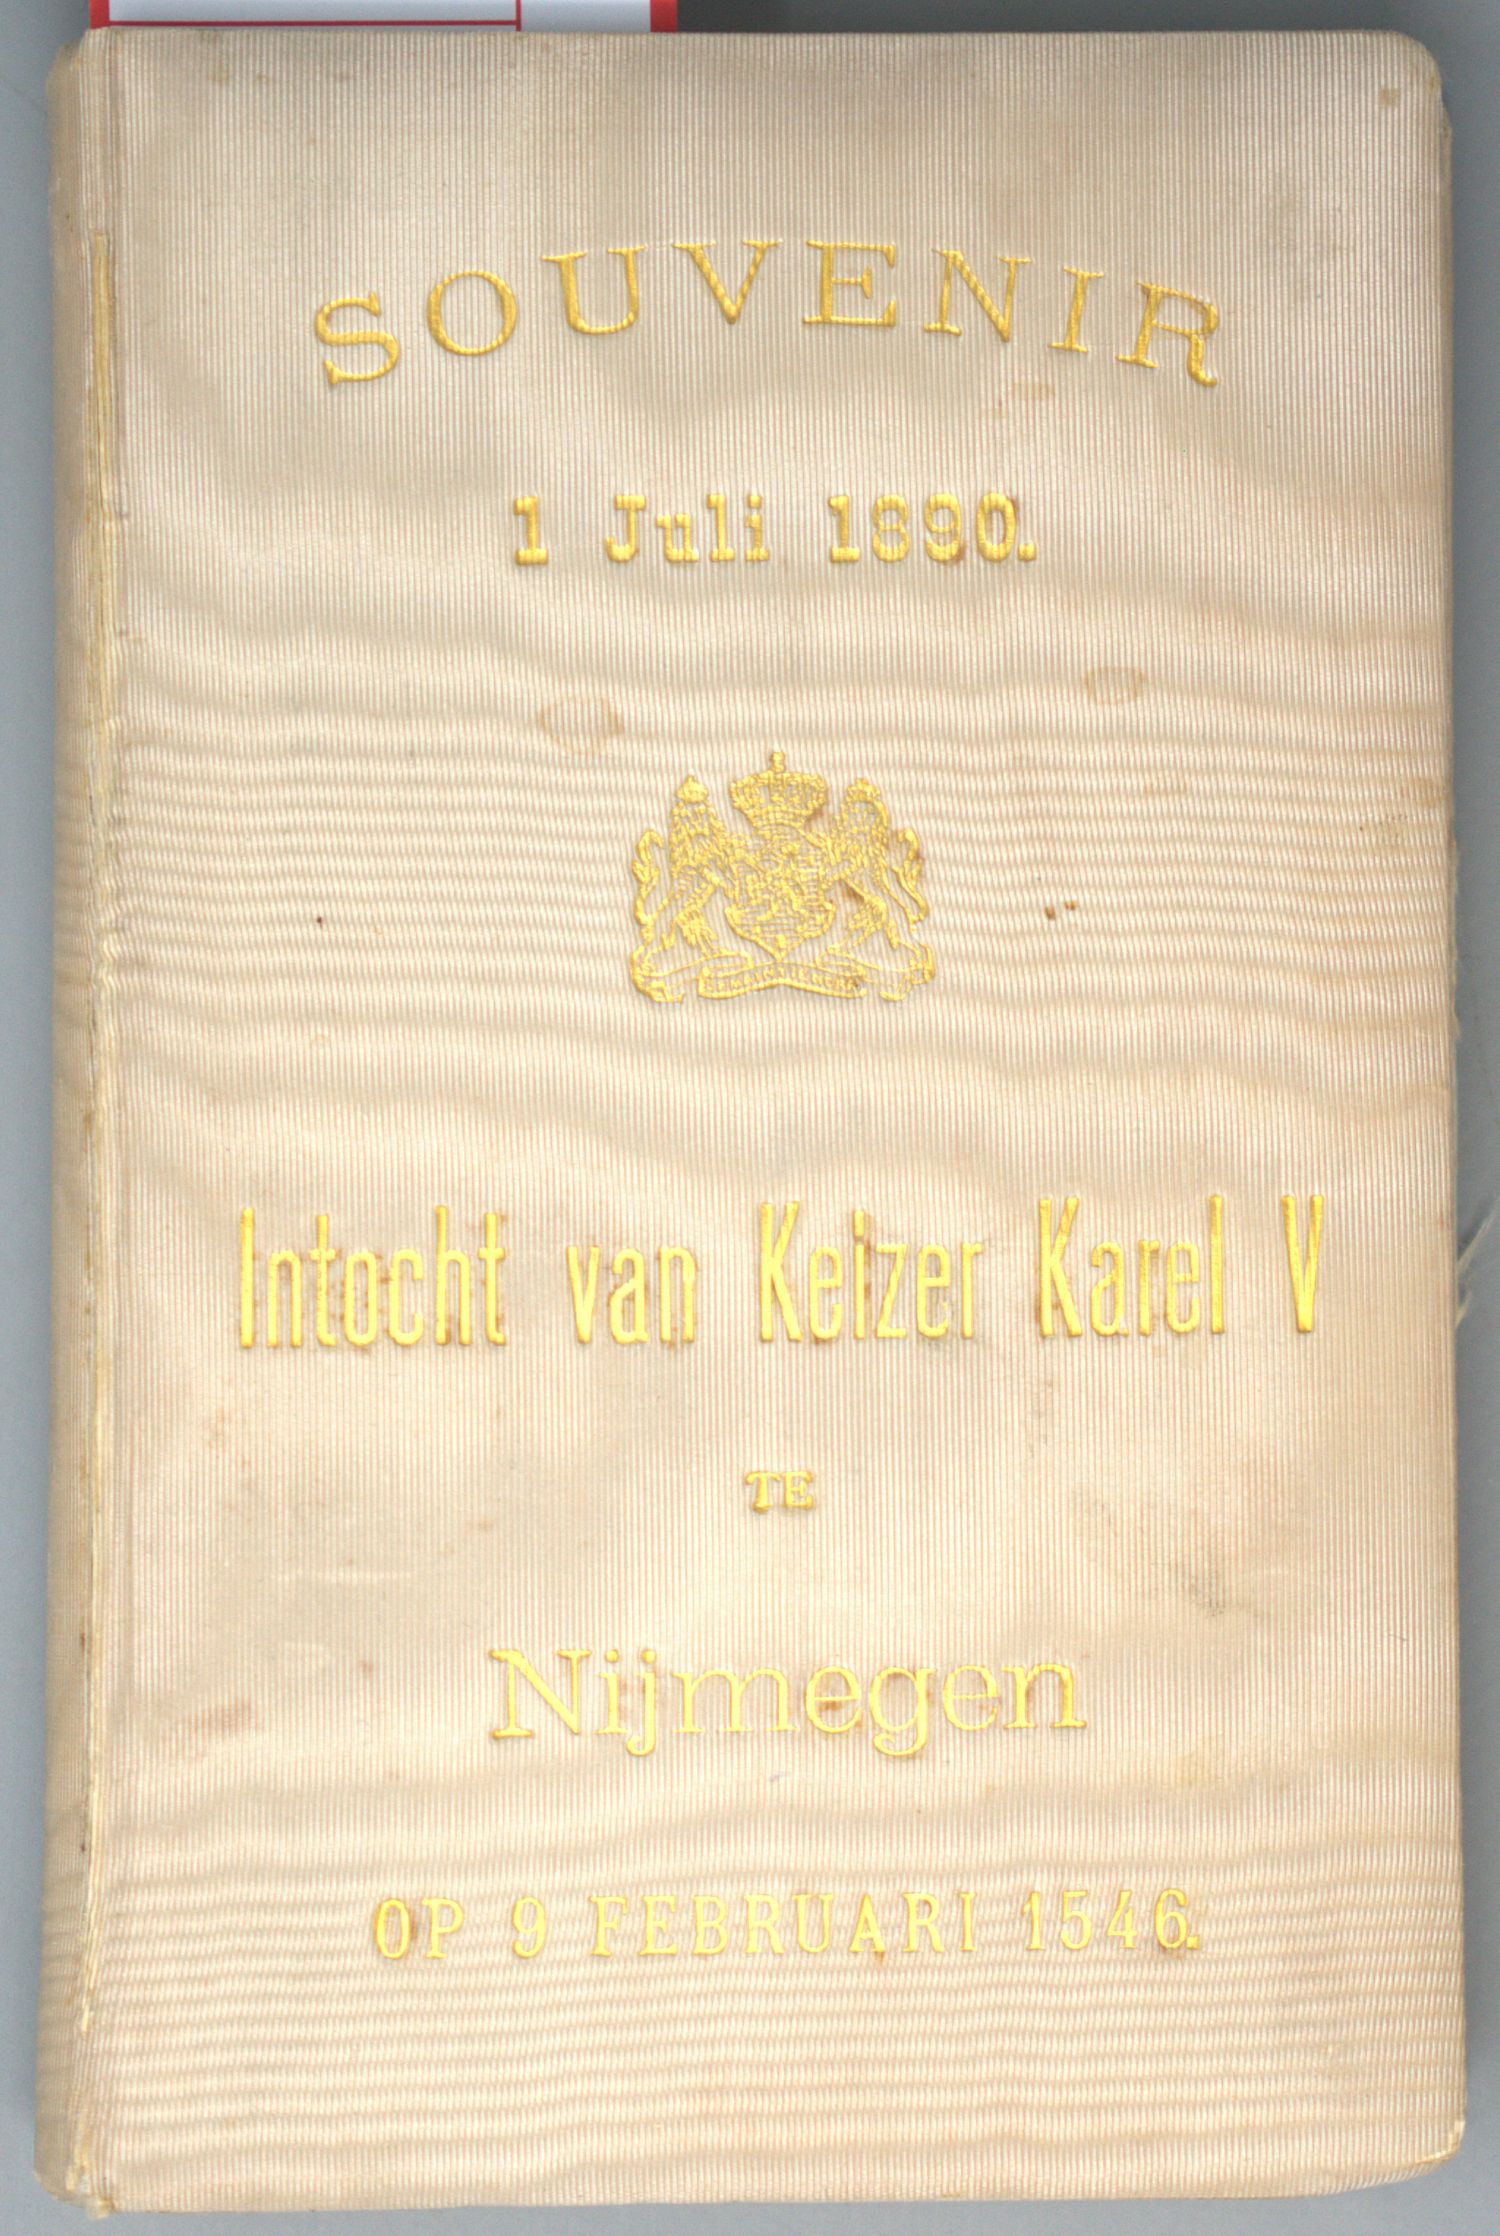 SOUVENIR
1 Juli 1890.
Intocht van Keizer Karel V
TE
Nijmegen
OP 9 FEBRUARI 1546.